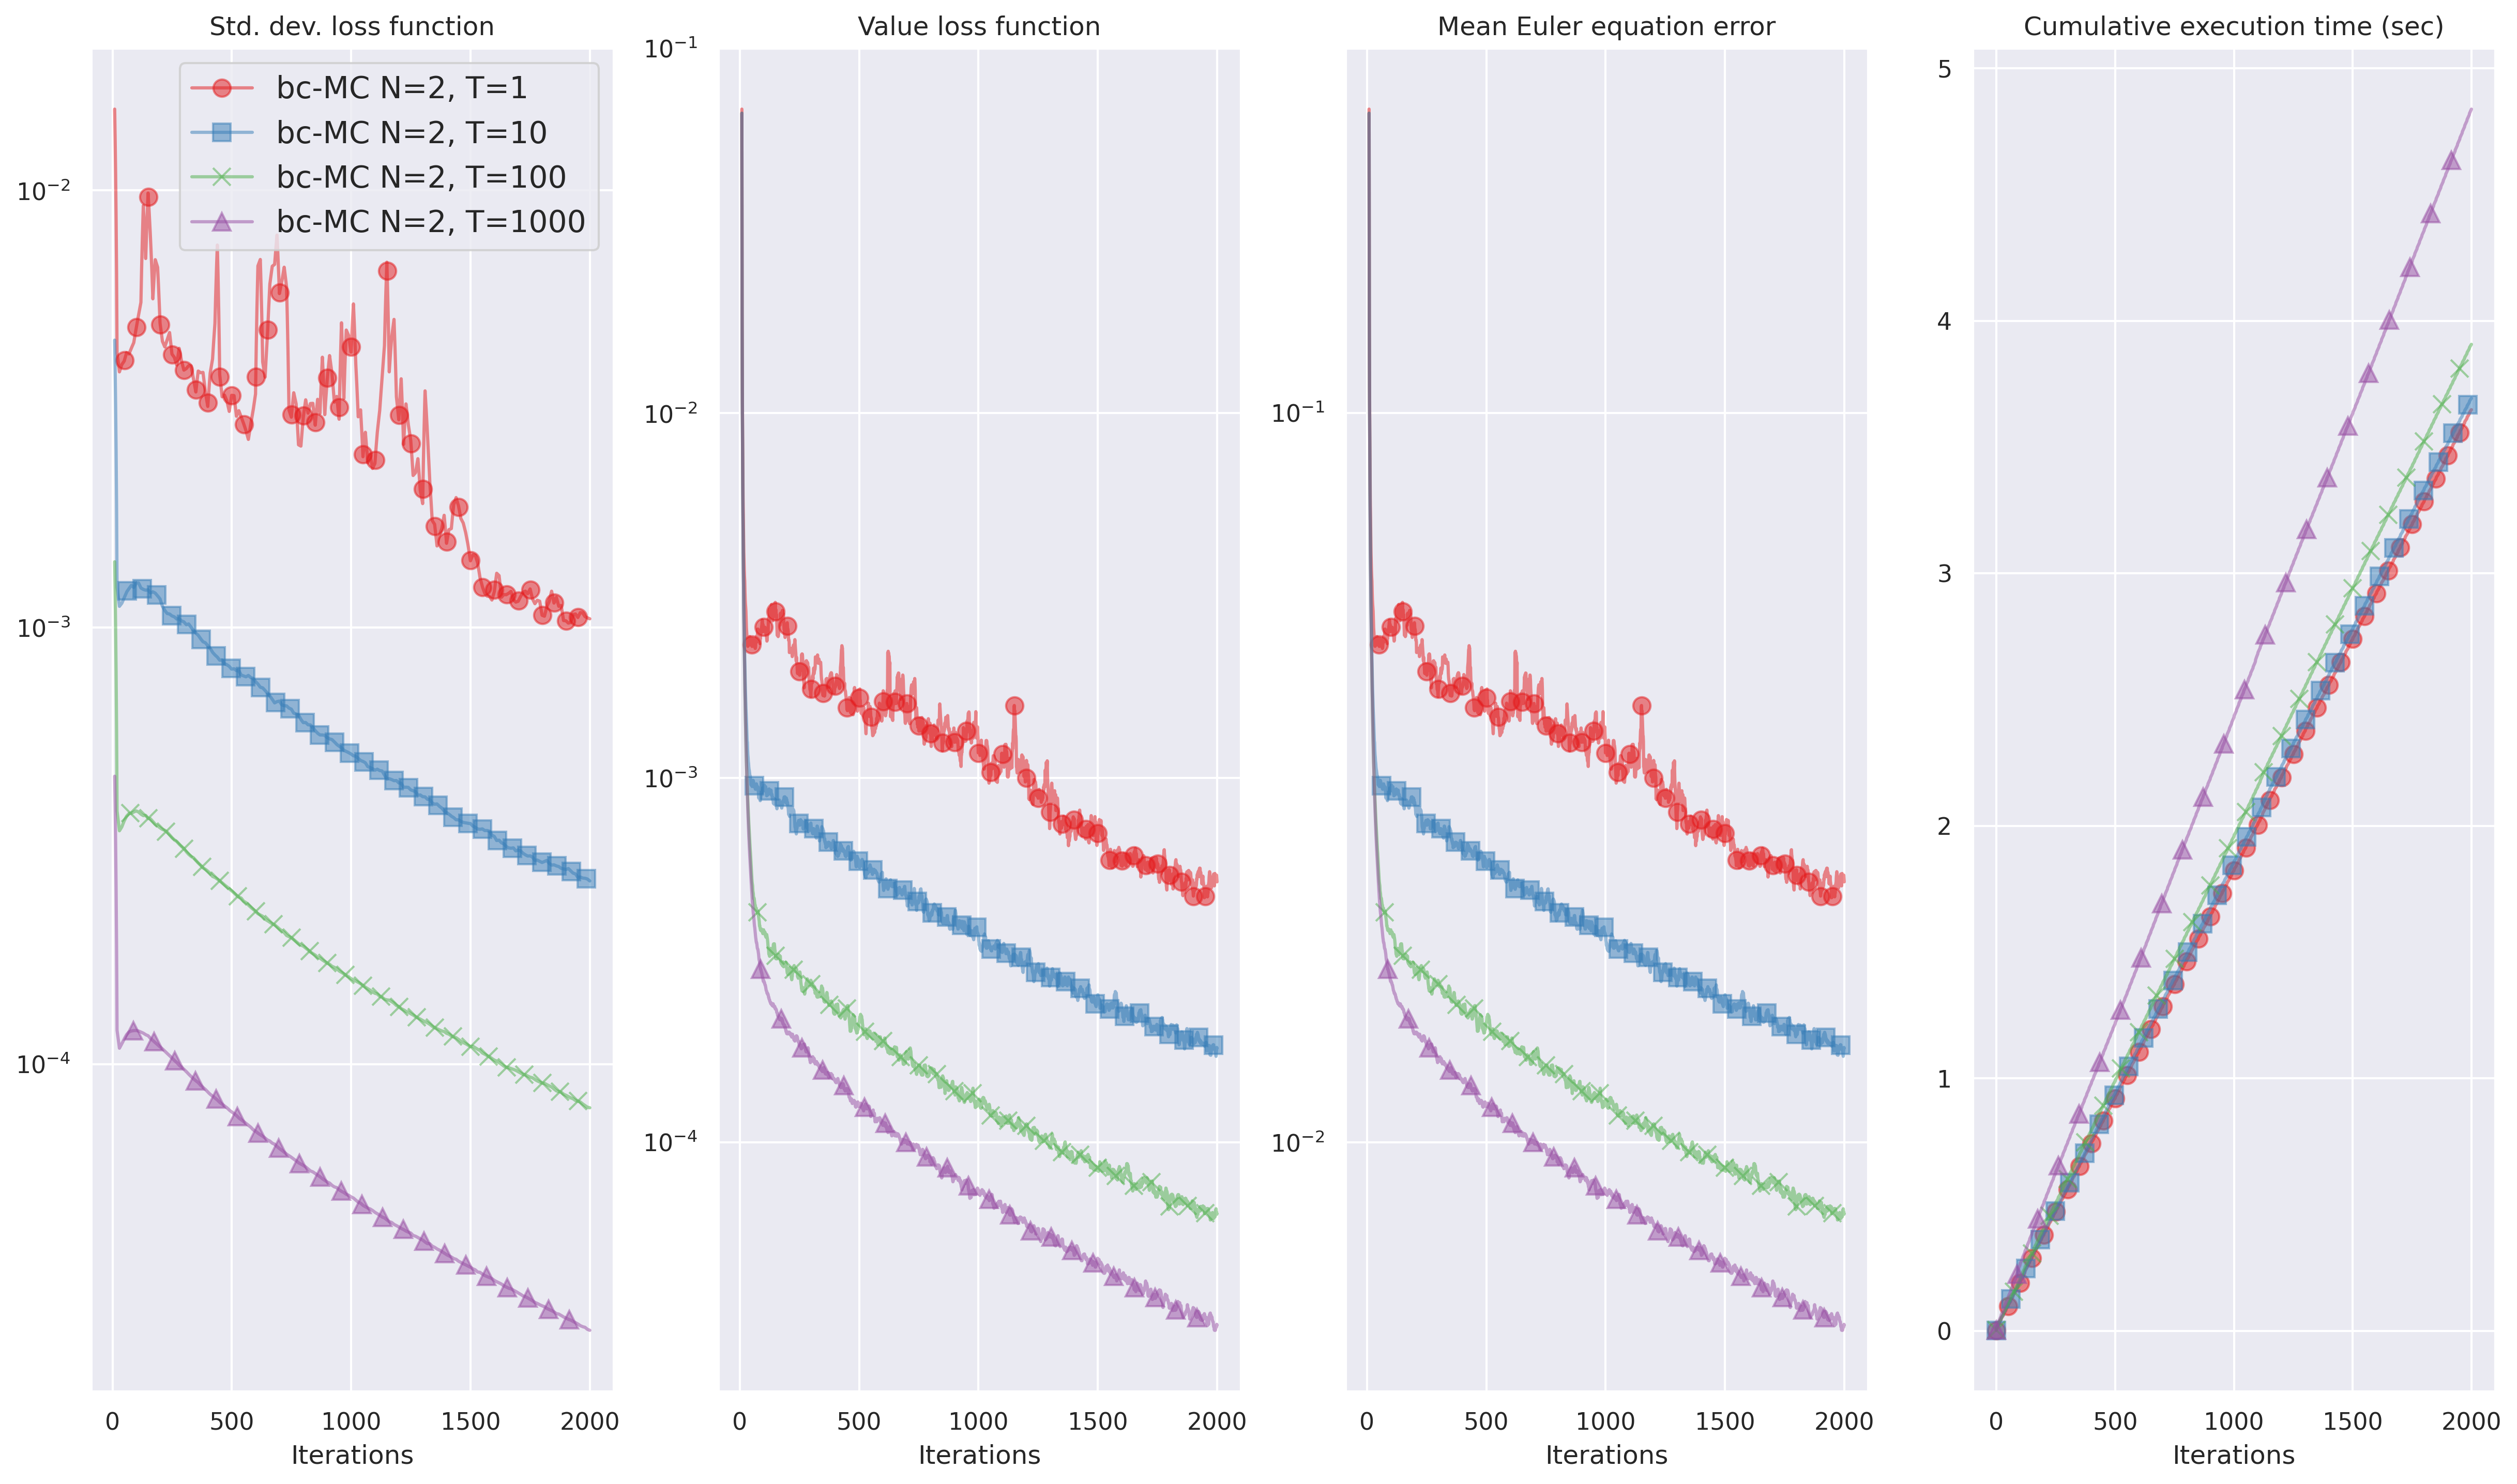 Std. dev. loss function
10⁻²
10⁻³
10⁻⁴
bc-MC N=2, T=1
bc-MC N=2, T=10
bc-MC N=2, T=100
bc-MC N=2, T=1000
0 500 1000 1500 2000
Iterations
Value loss function
10⁻¹
10⁻²
10⁻³
10⁻⁴
0 500 1000 1500 2000
Iterations
Mean Euler equation error
10⁻¹
10⁻²
0 500 1000 1500 2000
Iterations
Cumulative execution time (sec)
5
4
3
2
1
0
0 500 1000 1500 2000
Iterations